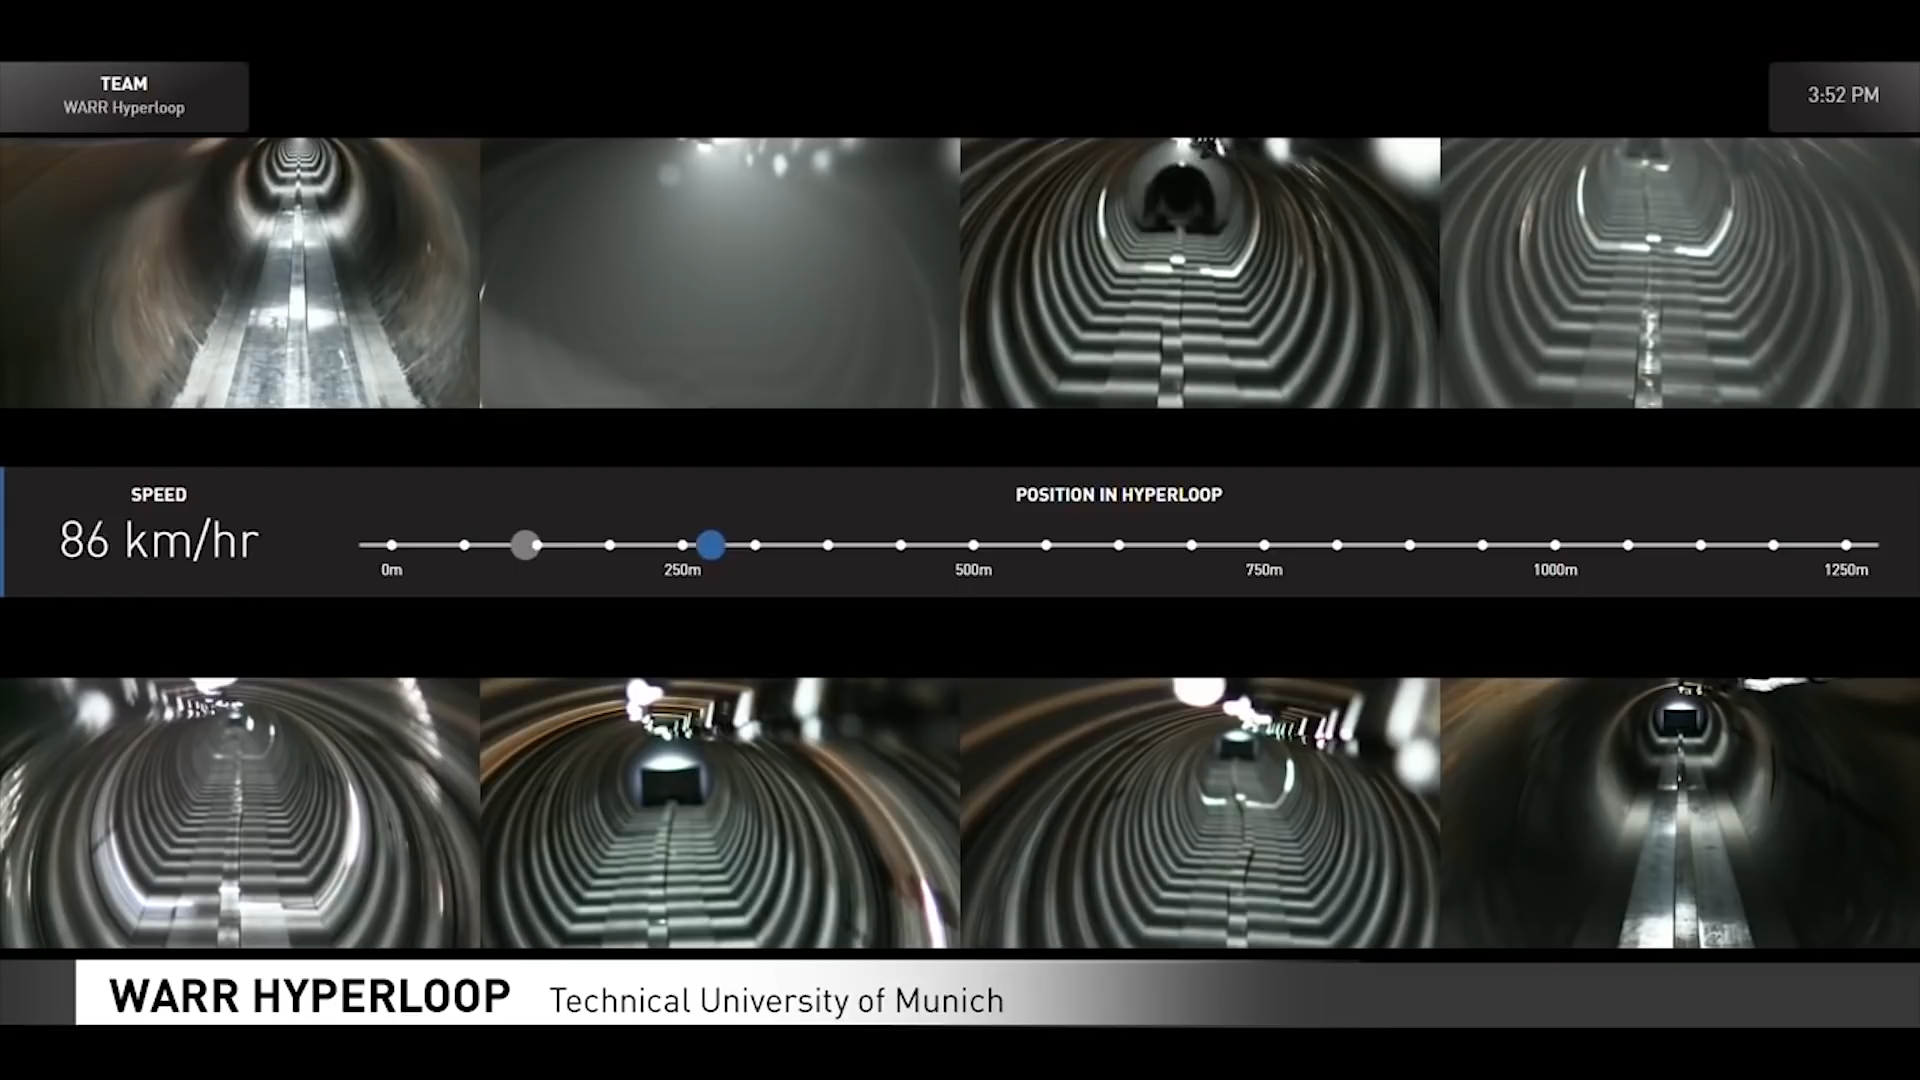 TEAM
WARR Hyperloop
3:52 PM
SPEED
86 km/hr
POSITION IN HYPERLOOP
0m
250m
500m
750m
1000m
1250m
WARR HYPERLOOP
Technical University of Munich